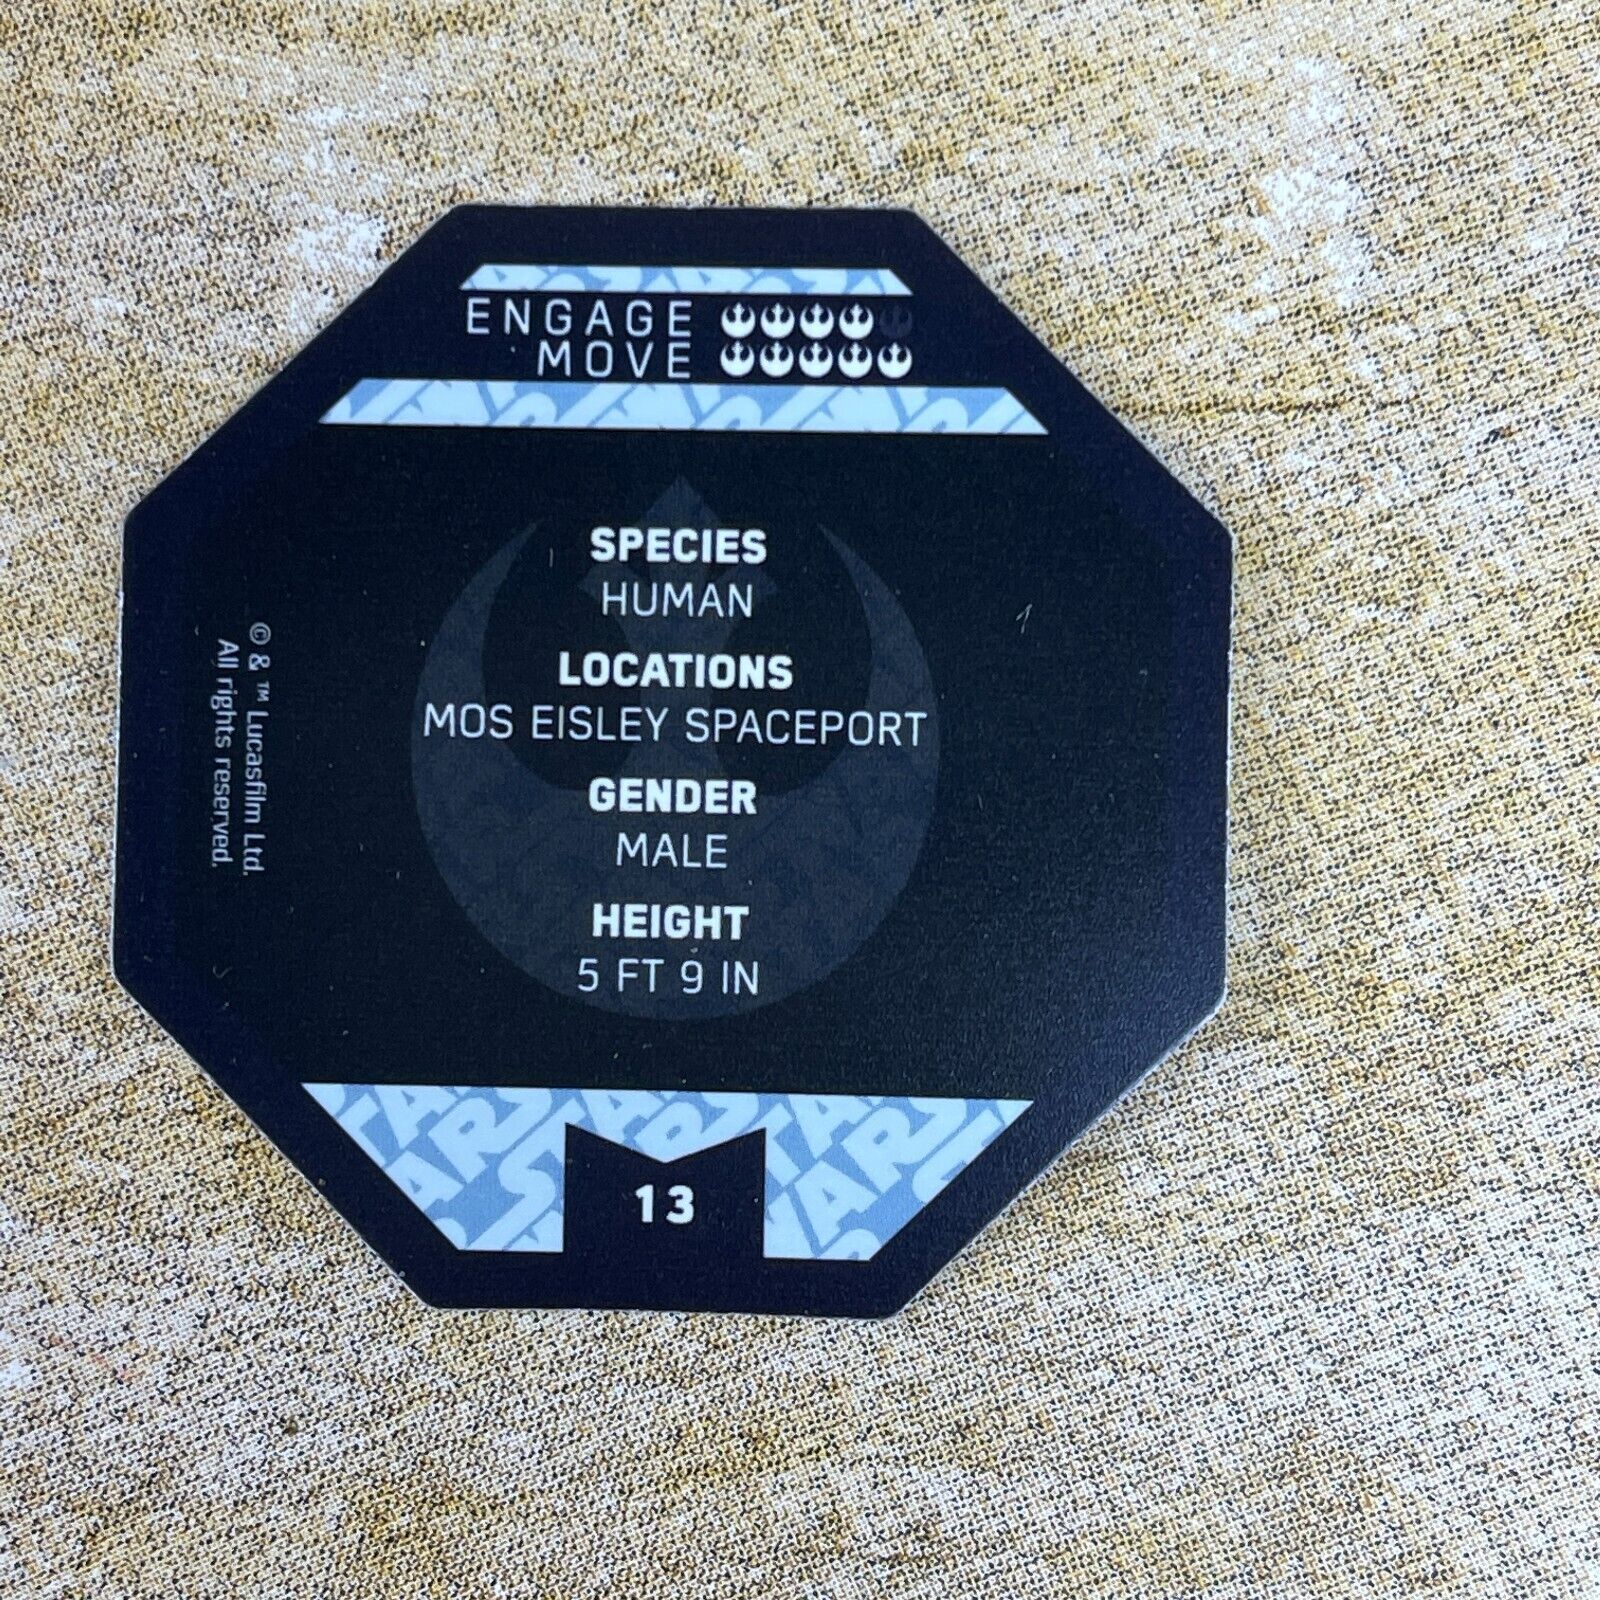 ENGAGE
MOVE
SPECIES
HUMAN
LOCATIONS
MOS EISLEY SPACEPORT
GENDER
MALE
HEIGHT
5 FT 9 IN
© & ™ Lucasfilm Ltd.
All rights reserved.
13